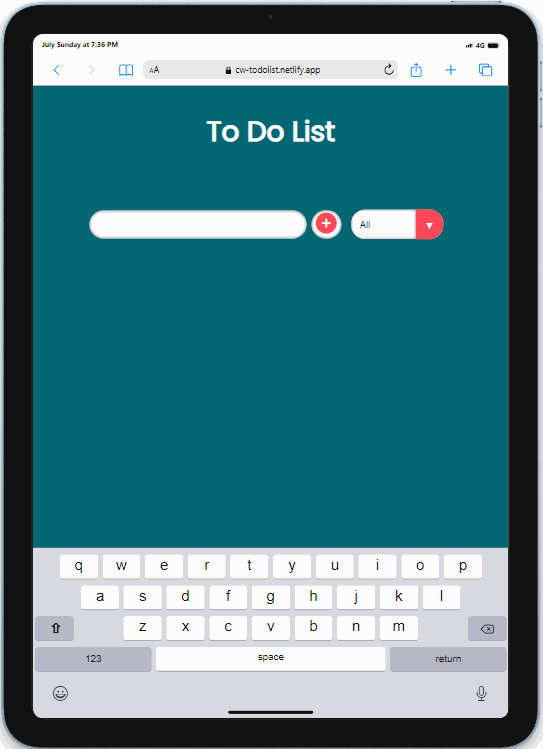 July Sunday at 7:36 PM
4G
AA
cw-todolist.netlify.app
To Do List
+
All
q w e r t y u i o p
a s d f g h j k l
z x c v b n m
123 space return